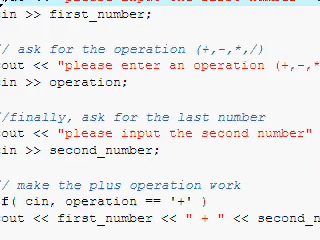 in >> first_number;
/ ask for the operation (+,-,*,/)
out << "please enter an operation (+,-,*
in >> operation;
//finally, ask for the last number
out << "please input the second number"
in >> second_number;
/ make the plus operation work
f( cin, operation == '+' )
out << first_number << " + " << second_n